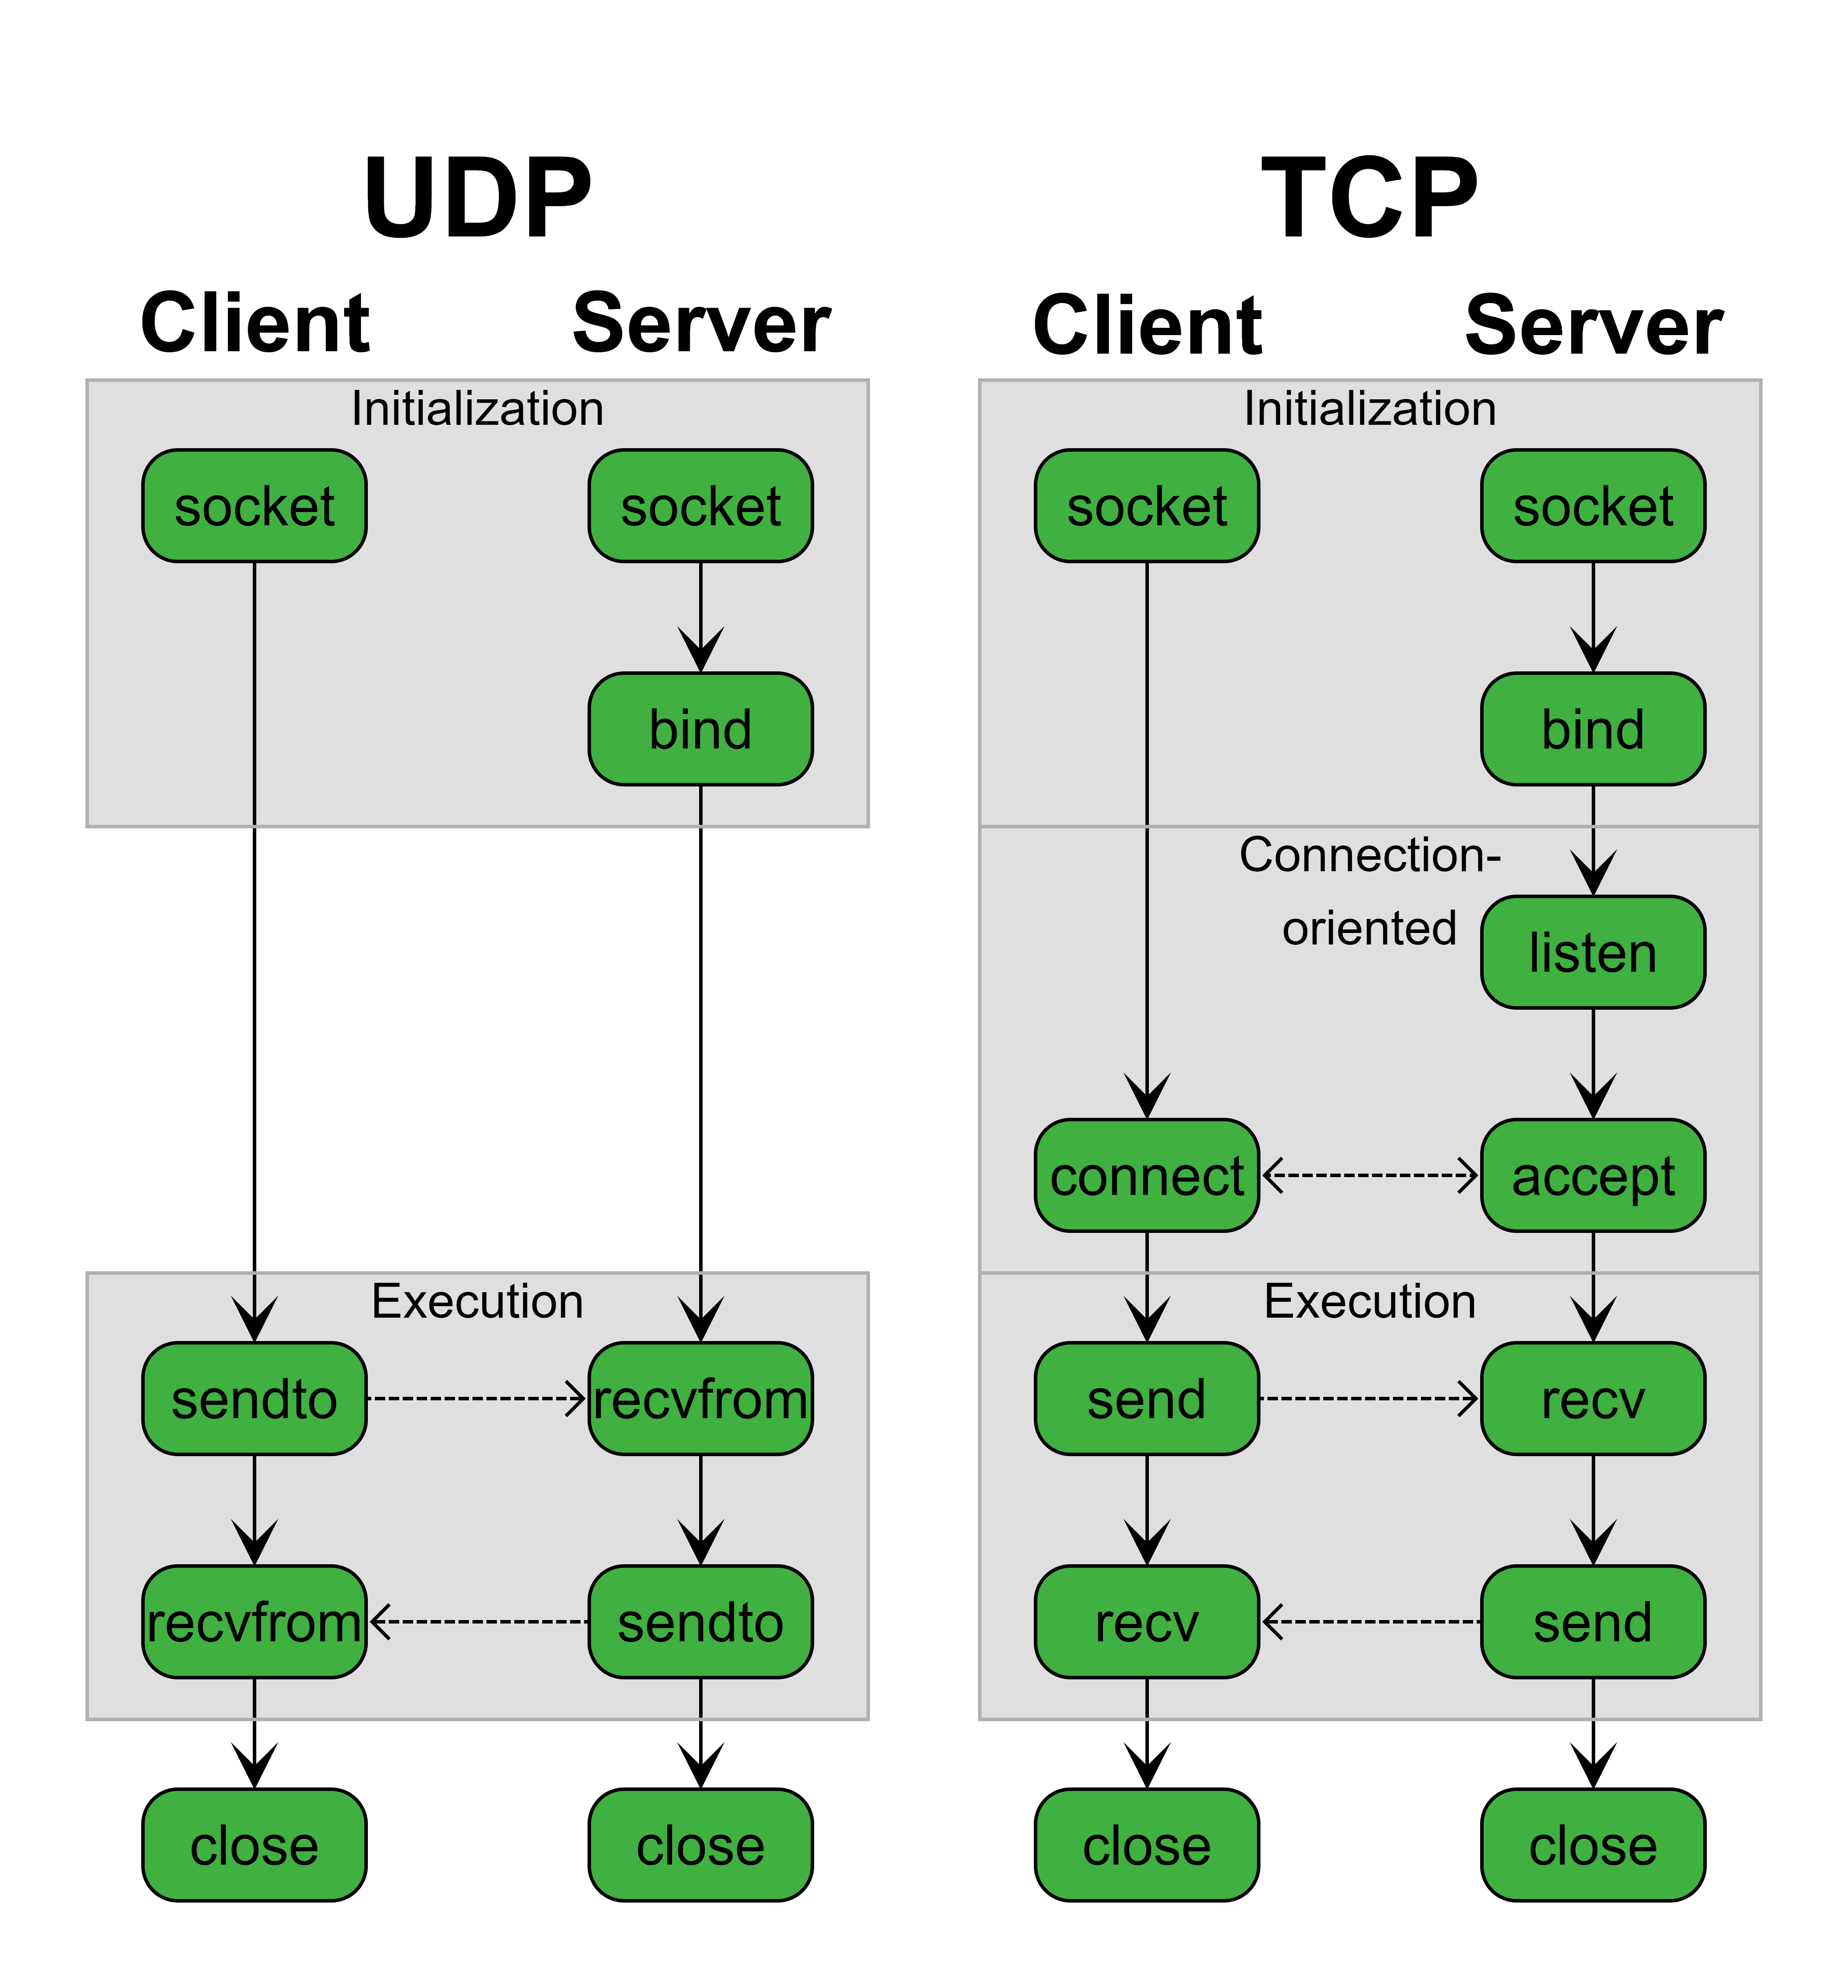 UDP
Client
Server
Initialization
socket
socket
bind
Execution
sendto
recvfrom
recvfrom
sendto
close
close
TCP
Client
Server
Initialization
socket
socket
bind
Connection-
oriented
listen
connect
accept
Execution
send
recv
recv
send
close
close